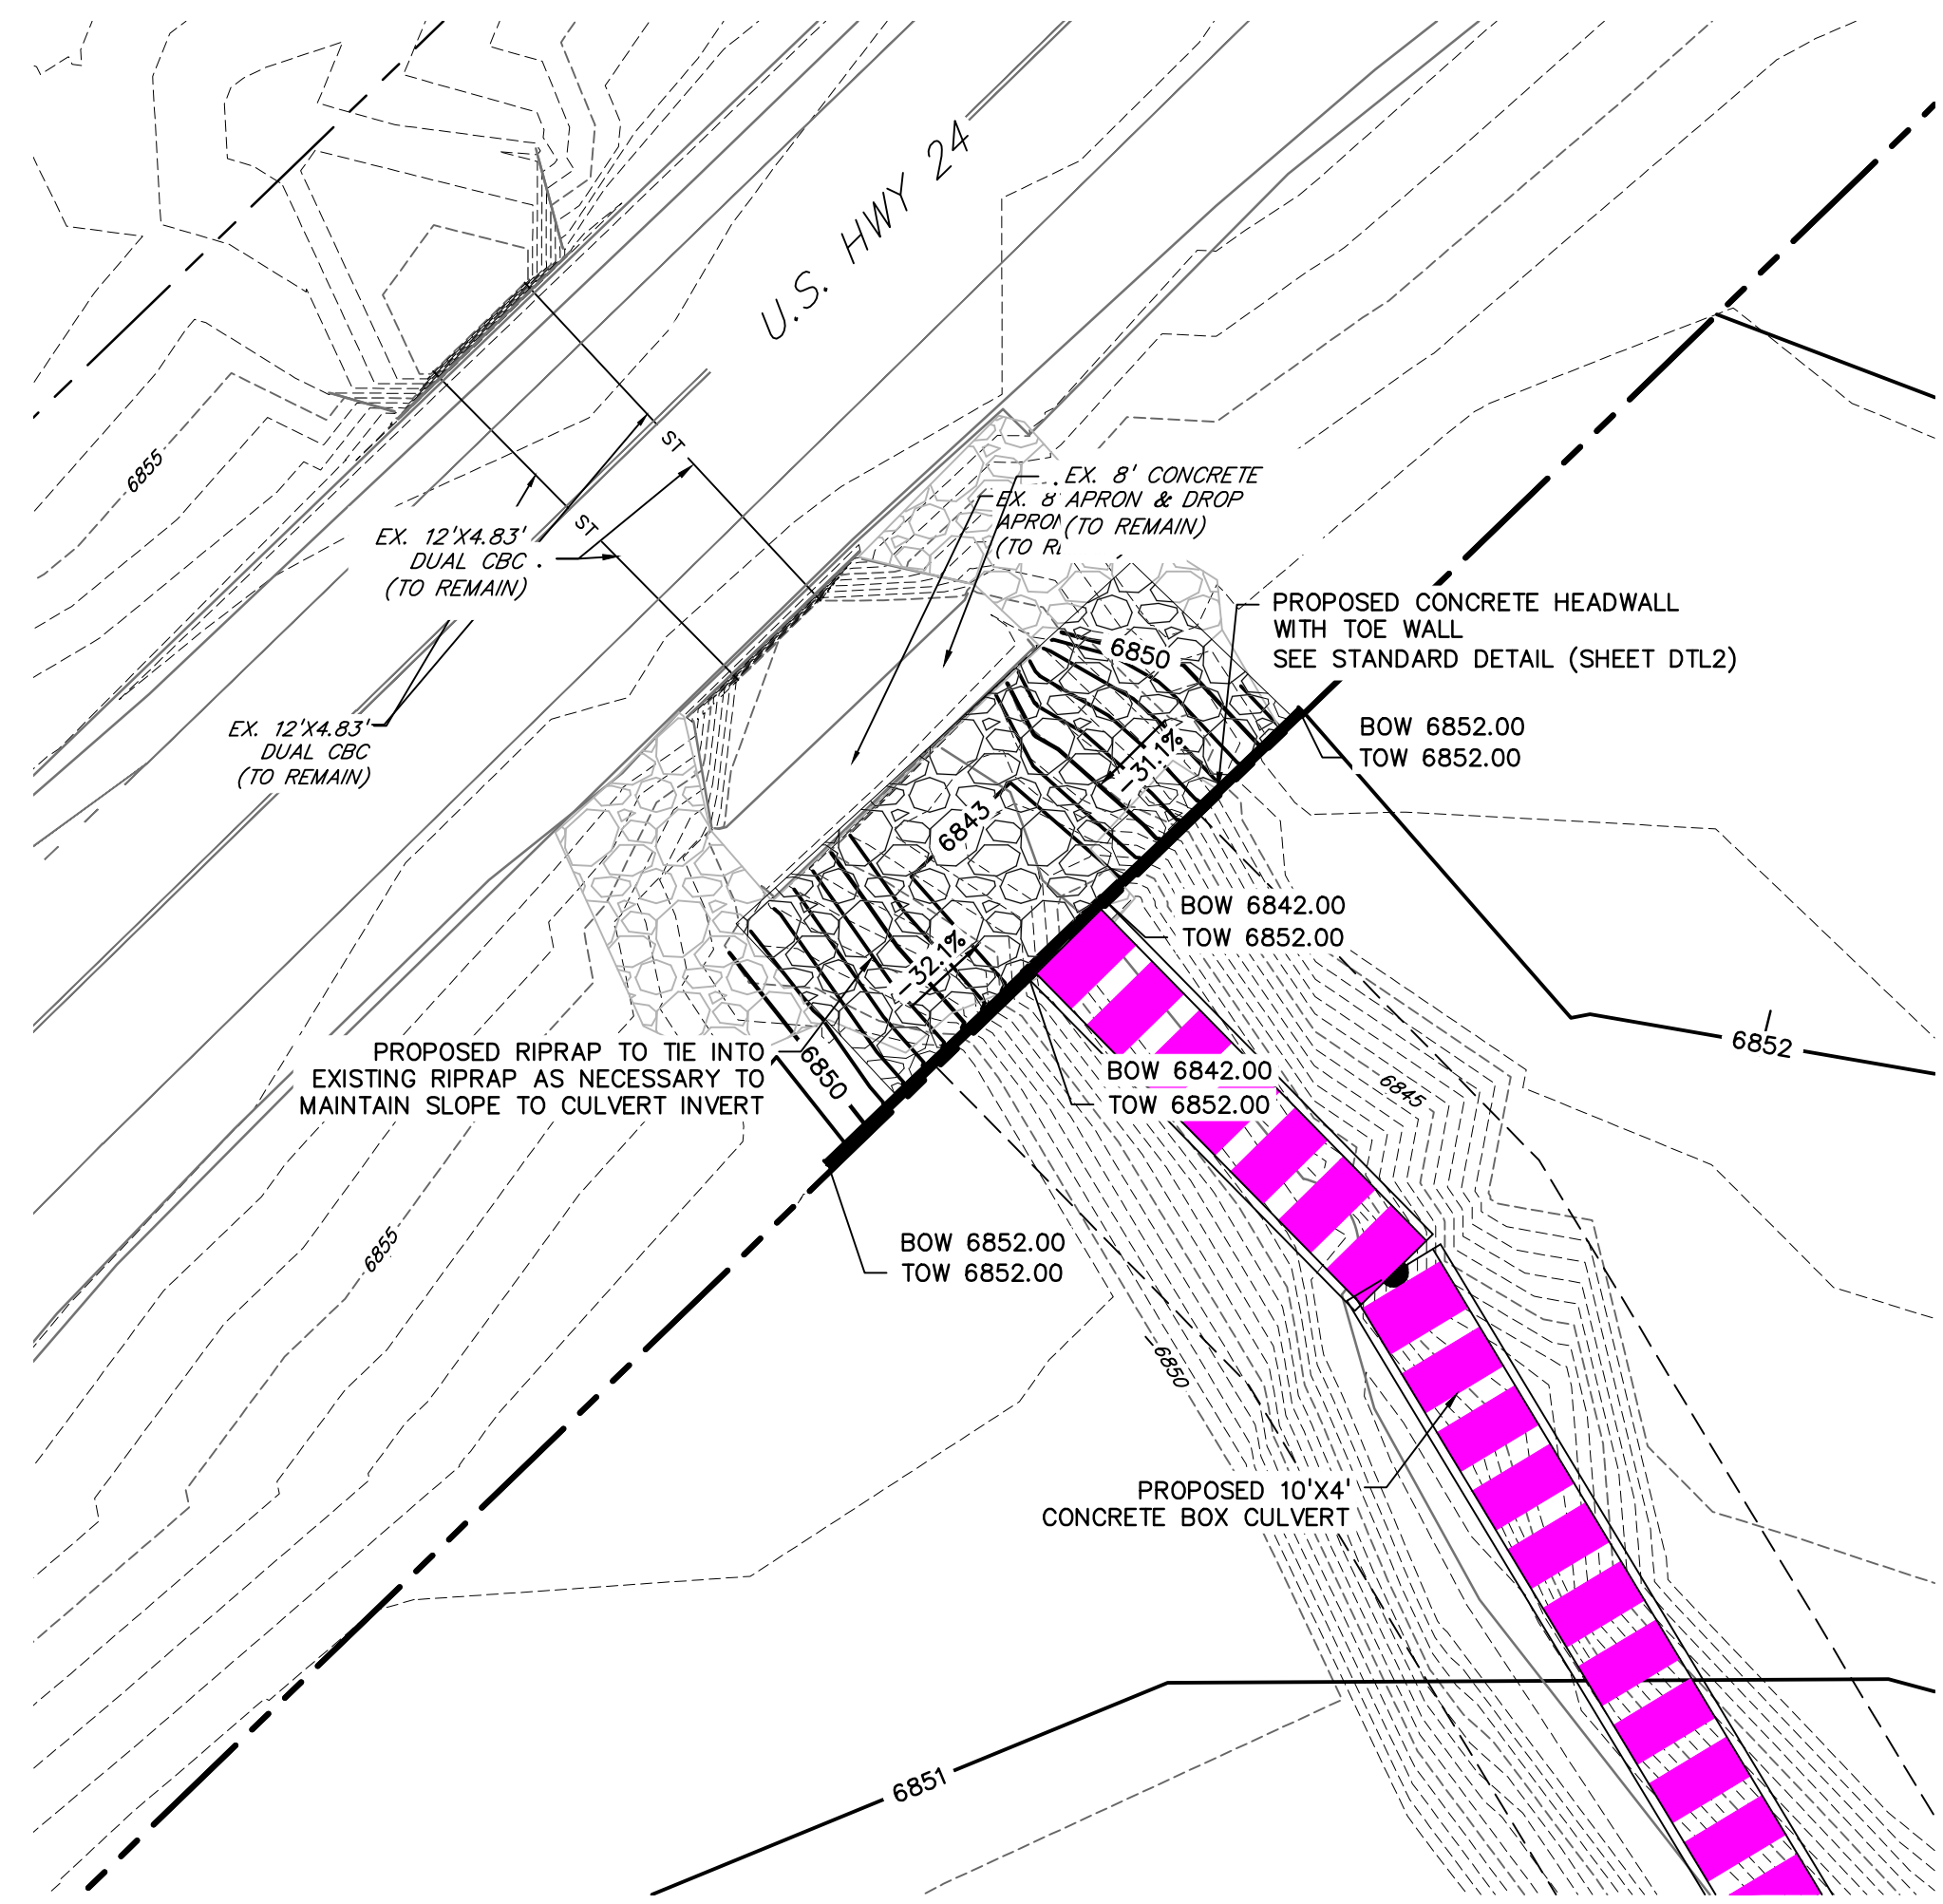 U.S. HWY 24
6855
ST
ST
EX. 8' CONCRETE
APRON & DROP
(TO REMAIN)
EX. 8'
APRON
(TO
EX. 12'X4.83'
DUAL CBC
(TO REMAIN)
EX. 12'X4.83'
DUAL CBC
(TO REMAIN)
PROPOSED CONCRETE HEADWALL
WITH TOE WALL
SEE STANDARD DETAIL (SHEET DTL2)
6850
BOW 6852.00
TOW 6852.00
-31.1%
6843
BOW 6842.00
TOW 6852.00
-32.1%
6852
PROPOSED RIPRAP TO TIE INTO
EXISTING RIPRAP AS NECESSARY TO
MAINTAIN SLOPE TO CULVERT INVERT
6850
BOW 6842.00
TOW 6852.00
6845
BOW 6852.00
TOW 6852.00
6855
6850
PROPOSED 10'X4'
CONCRETE BOX CULVERT
6851